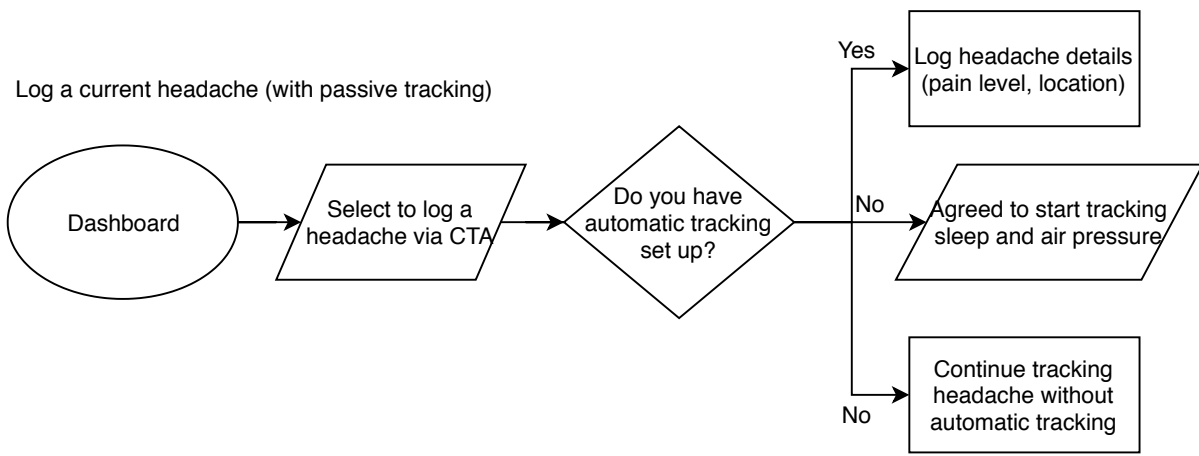 Log a current headache (with passive tracking)
Dashboard
Select to log a
headache via CTA
Do you have
automatic tracking
set up?
Yes
Log headache details
(pain level, location)
No
Agreed to start tracking
sleep and air pressure
No
Continue tracking
headache without
automatic tracking